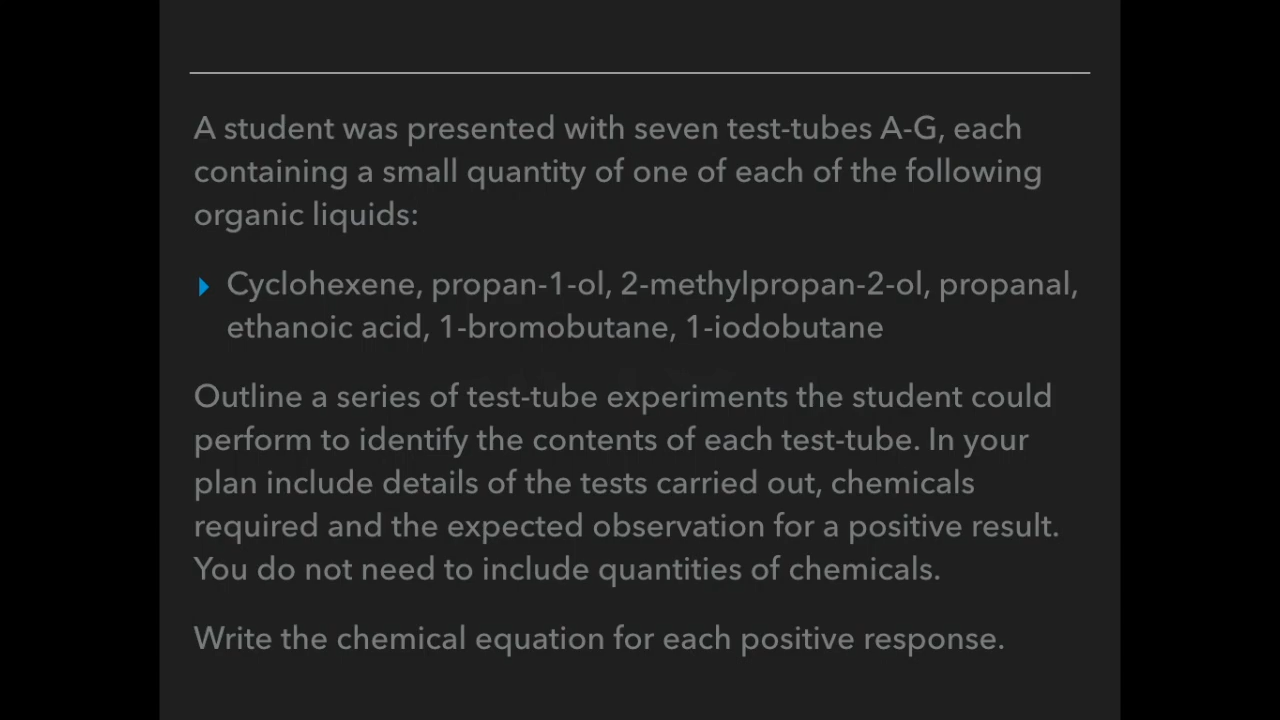 A student was presented with seven test-tubes A-G, each
containing a small quantity of one of each of the following
organic liquids:
Cyclohexene, propan-1-ol, 2-methylpropan-2-ol, propanal,
ethanoic acid, 1-bromobutane, 1-iodobutane
Outline a series of test-tube experiments the student could
perform to identify the contents of each test-tube. In your
plan include details of the tests carried out, chemicals
required and the expected observation for a positive result.
You do not need to include quantities of chemicals.
Write the chemical equation for each positive response.